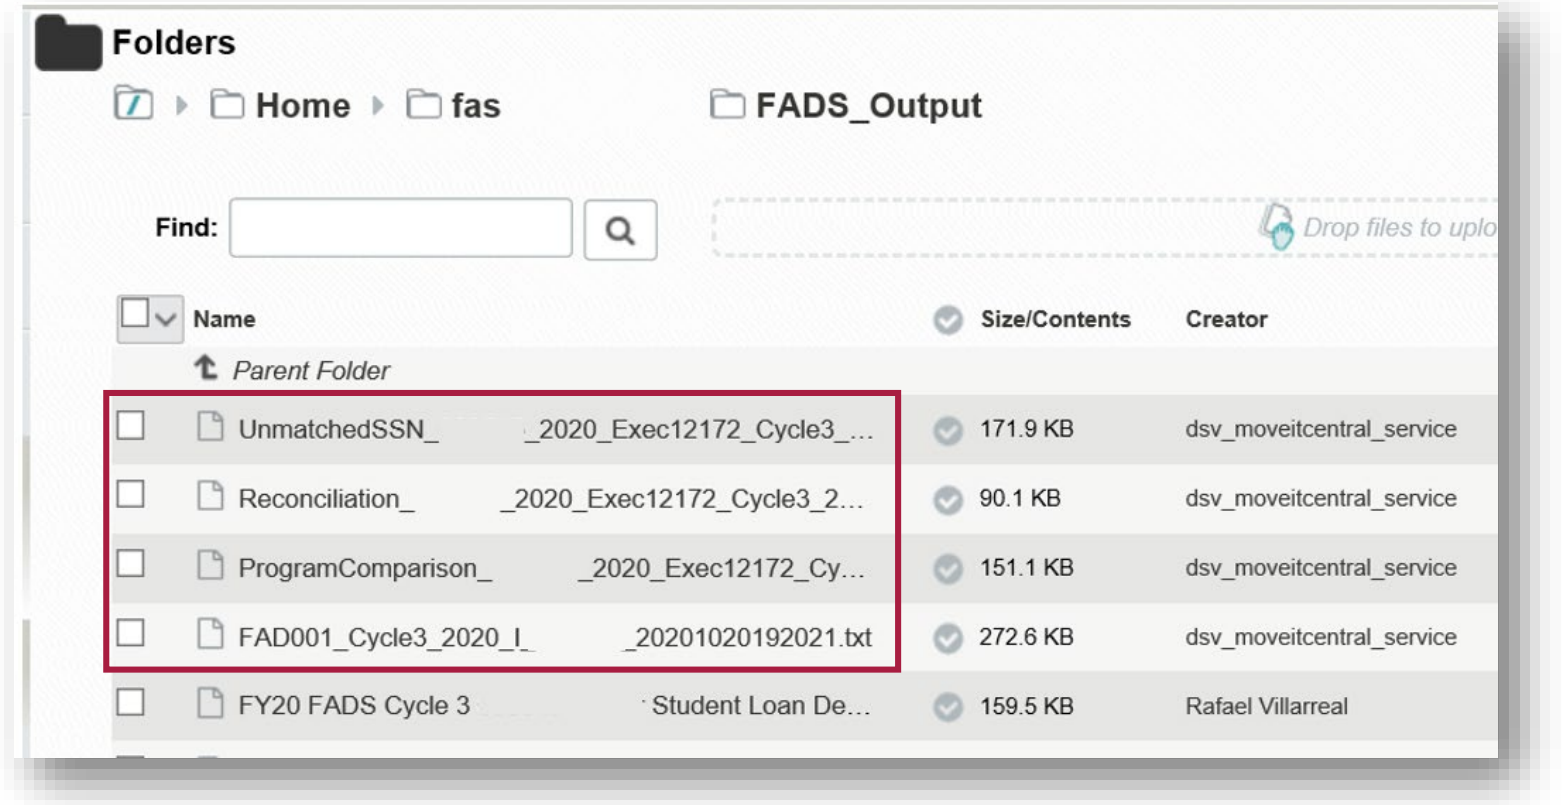 Folders
Home fas FADS_Output
Find: Drop files to uplo
Name Size/Contents Creator
Parent Folder
UnmatchedSSN_ _2020_Exec12172_Cycle3_... 171.9 KB dsv_moveitcentral_service
Reconciliation_ _2020_Exec12172_Cycle3_2... 90.1 KB dsv_moveitcentral_service
ProgramComparison_ _2020_Exec12172_Cy... 151.1 KB dsv_moveitcentral_service
FAD001_Cycle3_2020_I_ _20201020192021.txt 272.6 KB dsv_moveitcentral_service
FY20 FADS Cycle 3 Student Loan De... 159.5 KB Rafael Villarreal